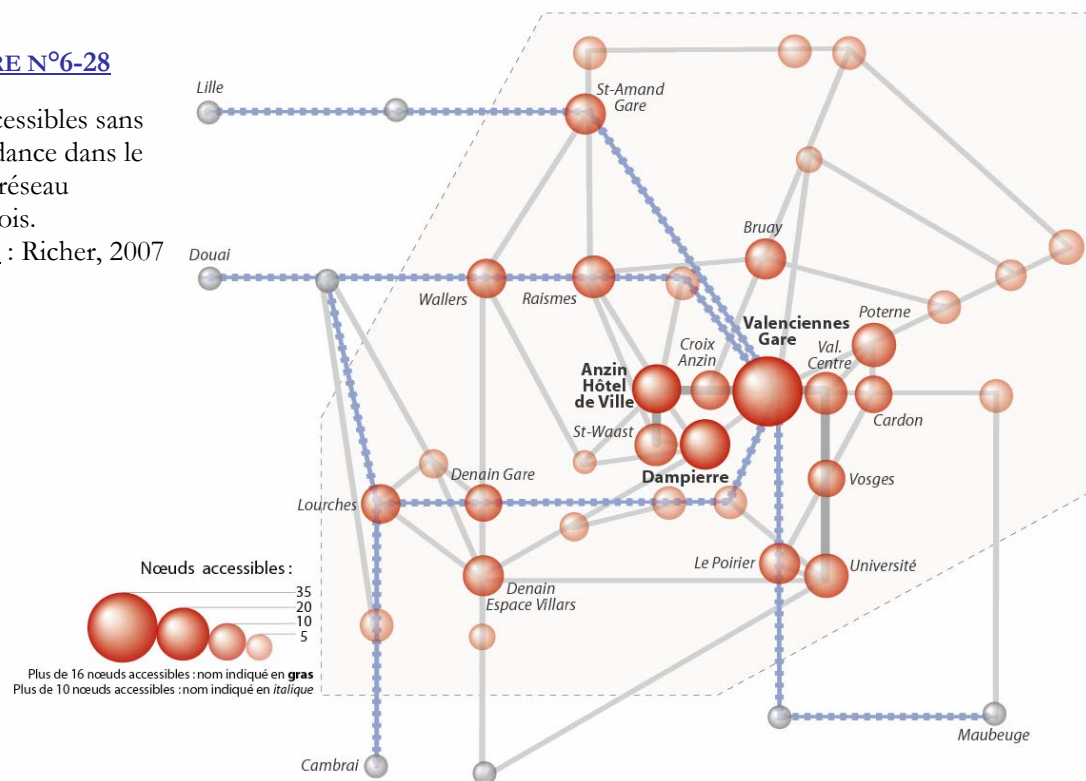 RE N°6-28
cessibles sans
dance dans le
réseau
ois.
: Richer, 2007
Lille
St-Amand
Gare
Douai
Bruay
Wallers
Raismes
Valenciennes
Gare
Poterne
Val.
Centre
Croix
Anzin
Anzin
Hôtel
de Ville
Cardon
St-Waast
Dampierre
Vosges
Denain Gare
Lourches
Le Poirier
Université
Denain
Espace Villars
Nœuds accessibles :
35
20
10
5
Plus de 16 nœuds accessibles : nom indiqué en gras
Plus de 10 nœuds accessibles : nom indiqué en italique
Maubeuge
Cambrai